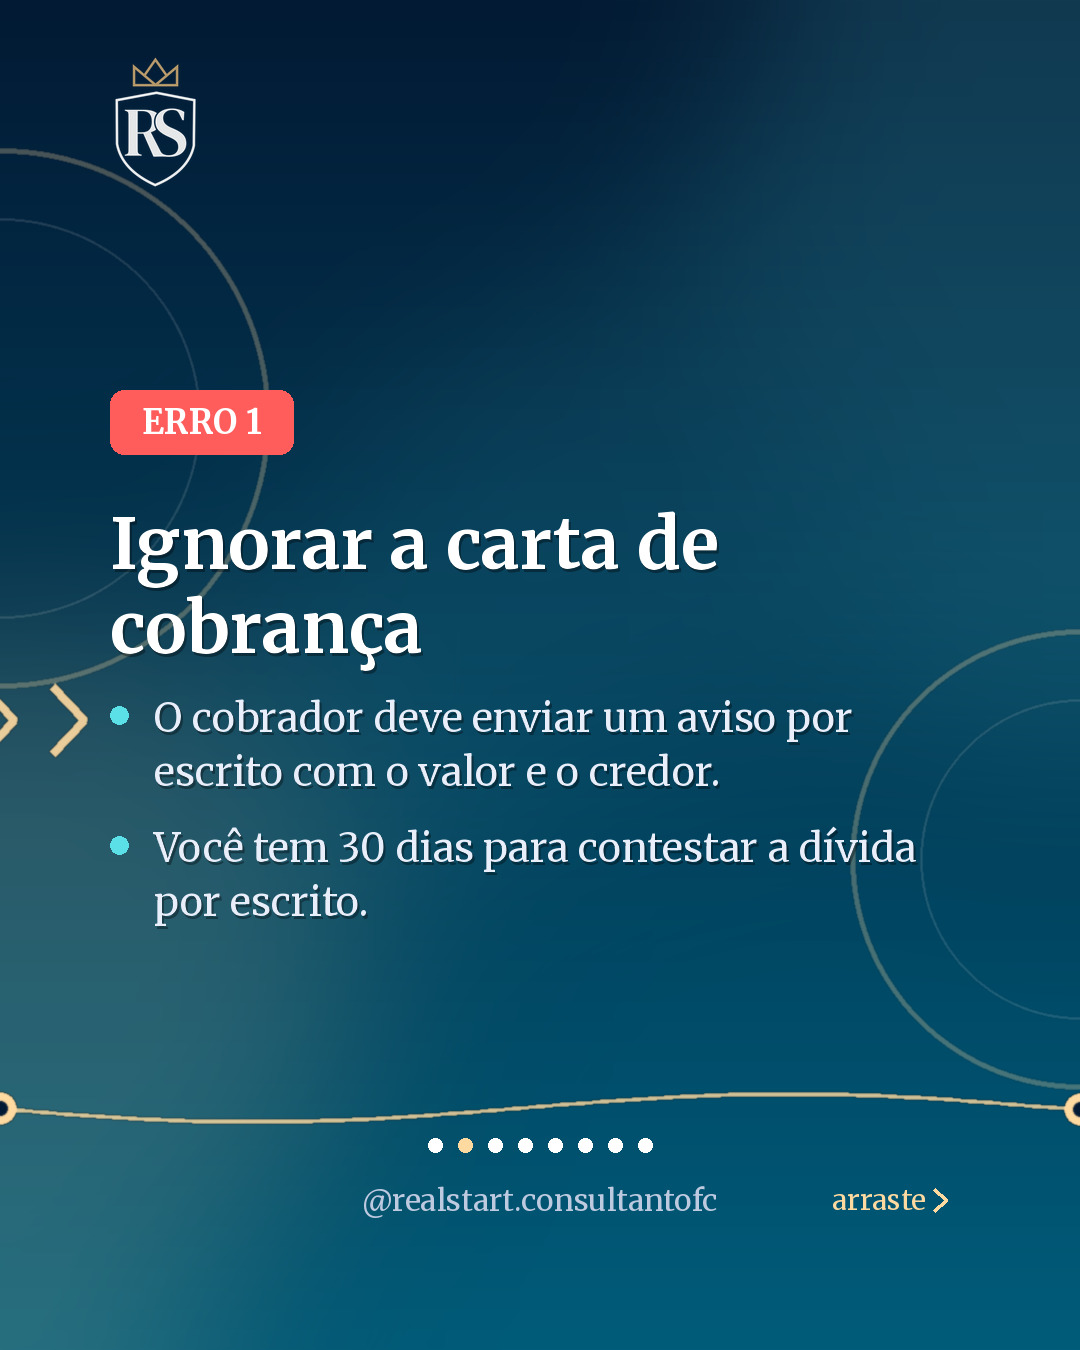 RS
ERRO 1
Ignorar a carta de
cobrança
O cobrador deve enviar um aviso por
escrito com o valor e o credor.
Você tem 30 dias para contestar a dívida
por escrito.
@realstart.consultantofc
arraste